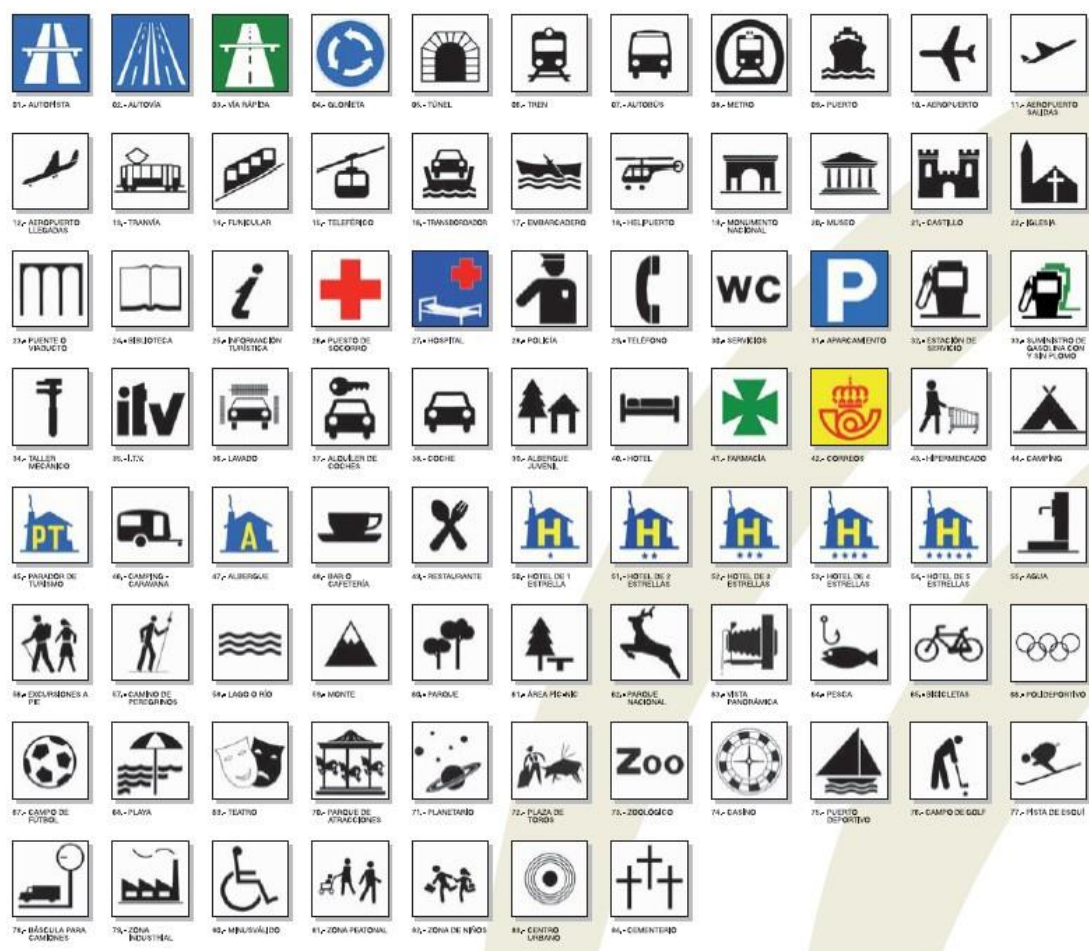 01.- AUTOPISTA
02.- AUTOVÍA
03.- VÍA RÁPIDA
04.- GLORIETA
05.- TÚNEL
06.- TREN
07.- AUTOBÚS
08.- METRO
09.- PUERTO
10.- AEROPUERTO
11.- AEROPUERTO
SALIDAS
12.- AEROPUERTO
LLEGADAS
13.- TRANVÍA
14.- FUNICULAR
15.- TELEFÉRICO
16.- TRANSBORDADOR
17.- EMBARCADERO
18.- HELIPUERTO
19.- MONUMENTO
NACIONAL
20.- MUSEO
21.- CASTILLO
22.- IGLESIA
WC
P
23.- PUENTE O
VIADUCTO
24.- BIBLIOTECA
25.- INFORMACIÓN
TURÍSTICA
26.- PUESTO DE
SOCORRO
27.- HOSPITAL
28.- POLICÍA
29.- TELÉFONO
30.- SERVICIOS
31.- APARCAMIENTO
32.- ESTACIÓN DE
SERVICIO
33.- SUMINISTRO DE
GASOLINA CON
Y SIN PLOMO
itv
34.- TALLER
MECÁNICO
35.- I.T.V.
36.- LAVADO
37.- ALQUILER DE
COCHES
38.- COCHE
39.- ALBERGUE
JUVENIL
40.- HOTEL
41.- FARMACIA
42.- CORREOS
43.- HIPERMERCADO
44.- CAMPING
PT
A
H
H
H
H
H
45.- PARADOR DE
TURISMO
46.- CAMPING -
CARAVANA
47.- ALBERGUE
48.- BAR O
CAFETERÍA
49.- RESTAURANTE
50.- HOTEL DE 1
ESTRELLA
51.- HOTEL DE 2
ESTRELLAS
52.- HOTEL DE 3
ESTRELLAS
53.- HOTEL DE 4
ESTRELLAS
54.- HOTEL DE 5
ESTRELLAS
55.- AGUA
56.- EXCURSIONES A
PIE
57.- CAMINO DE
PEREGRINOS
58.- LAGO O RÍO
59.- MONTE
60.- PARQUE
61.- ÁREA PIC-NIC
62.- PARQUE
NACIONAL
63.- VISTA
PANORÁMICA
64.- PESCA
65.- BICICLETAS
66.- POLIDEPORTIVO
Zoo
67.- CAMPO DE
FÚTBOL
68.- PLAYA
69.- TEATRO
70.- PARQUE DE
ATRACCIONES
71.- PLANETARIO
72.- PLAZA DE
TOROS
73.- ZOOLÓGICO
74.- CASINO
75.- PUERTO
DEPORTIVO
76.- CAMPO DE GOLF
77.- PISTA DE ESQUÍ
78.- BÁSCULA PARA
CAMIONES
79.- ZONA
INDUSTRIAL
80.- MINUSVÁLIDO
81.- ZONA PEATONAL
82.- ZONA DE NIÑOS
83.- CENTRO
URBANO
84.- CEMENTERIO